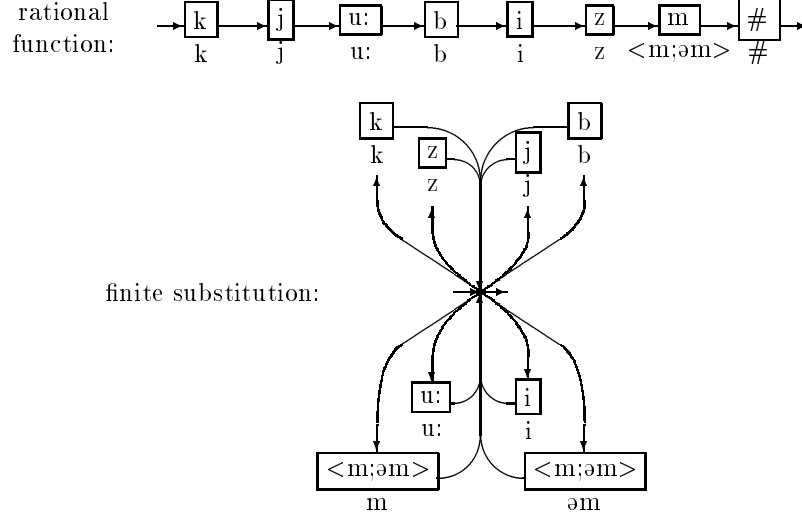 rational function:
k j u: b i z m #
k j u: b i z <m;əm> #
k b
k z j b
z j
finite substitution:
u: i
u: i
<m;əm> <m;əm>
m əm